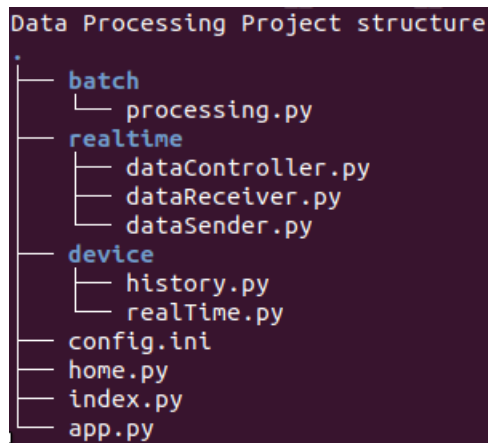 Data Processing Project structure
.
├── batch
│   └── processing.py
├── realtime
│   ├── dataController.py
│   ├── dataReceiver.py
│   └── dataSender.py
├── device
│   ├── history.py
│   └── realTime.py
├── config.ini
├── home.py
├── index.py
└── app.py